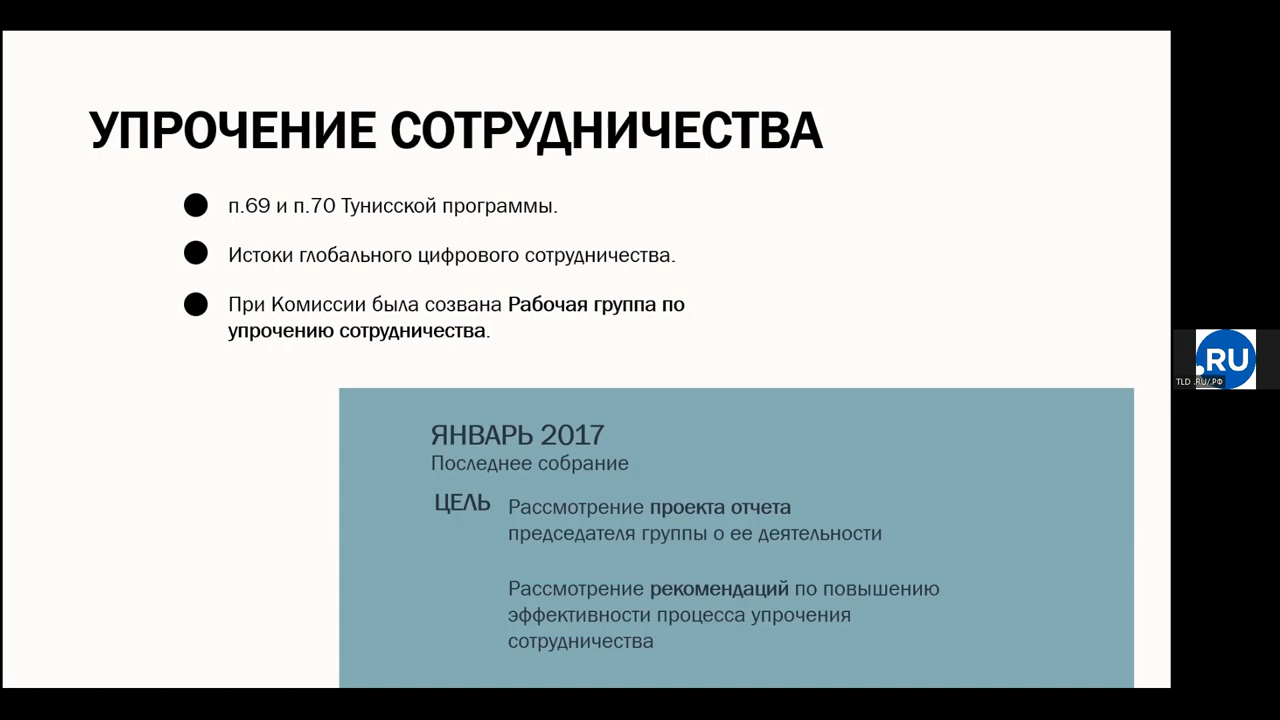 УПРОЧЕНИЕ СОТРУДНИЧЕСТВА
п.69 и п.70 Тунисской программы.
Истоки глобального цифрового сотрудничества.
При Комиссии была созвана Рабочая группа по
упрочению сотрудничества.
ЯНВАРЬ 2017
Последнее собрание
ЦЕЛЬ
Рассмотрение проекта отчета
председателя группы о ее деятельности
Рассмотрение рекомендаций по повышению
эффективности процесса упрочения
сотрудничества
.RU
TLD .RU/.РФ